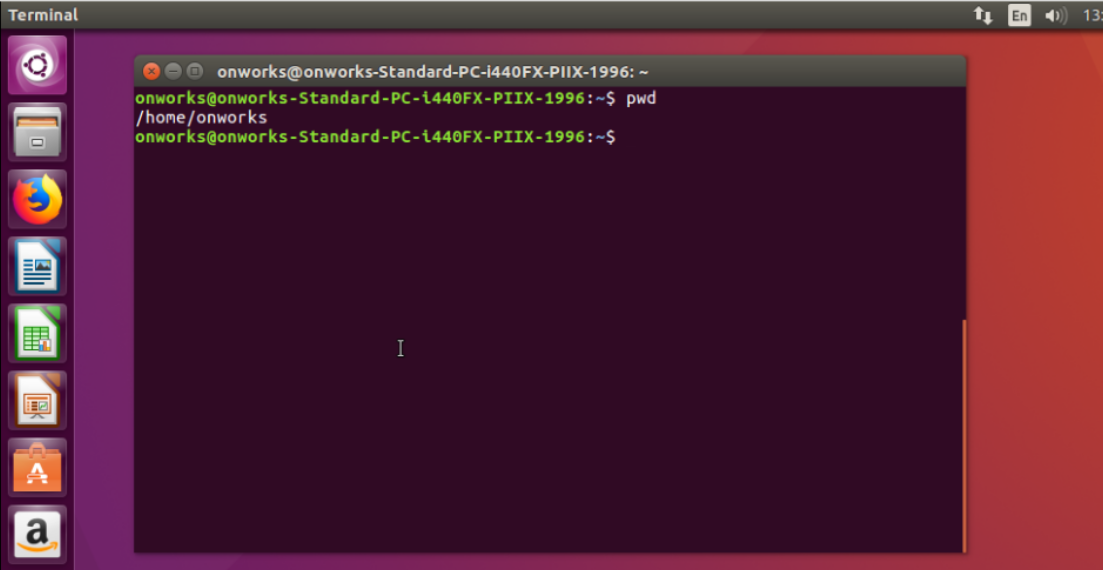 Terminal
En
13:
onworks@onworks-Standard-PC-i440FX-PIIX-1996: ~
onworks@onworks-Standard-PC-i440FX-PIIX-1996:~$ pwd
/home/onworks
onworks@onworks-Standard-PC-i440FX-PIIX-1996:~$